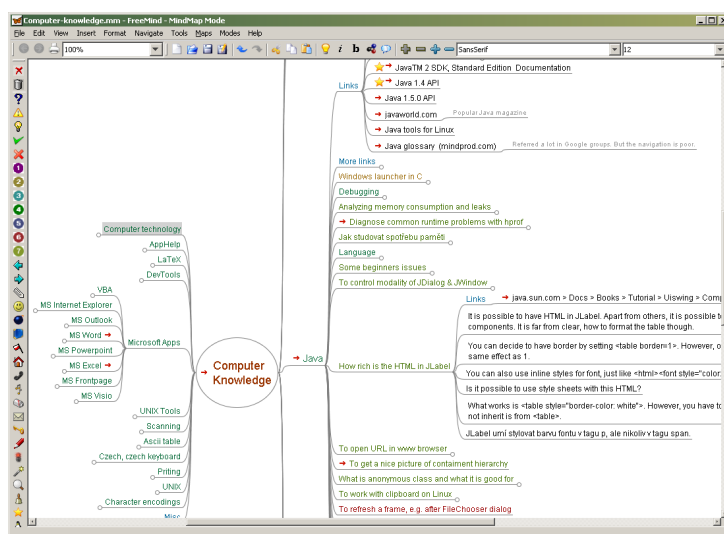 Computer-knowledge.mm - FreeMind - MindMap Mode
File Edit View Insert Format Navigate Tools Maps Modes Help
100%
SansSerif
12
JavaTM 2 SDK, Standard Edition Documentation
Links
Java 1.4 API
Java 1.5.0 API
javaworld.com
Popular Java magazine
Java tools for Linux
Java glossary (mindprod.com)
Referred a lot in Google groups. But the navigation is poor.
More links
Windows launcher in C
Debugging
Analyzing memory consumption and leaks
Diagnose common runtime problems with hprof
Jak studovat spotřebu paměti
Language
Some beginners issues
To control modality of JDialog & JWindow
Computer technology
AppHelp
LaTeX
DevTools
VBA
MS Internet Explorer
MS Outlook
MS Word
MS Powerpoint
MS Excel
MS Frontpage
MS Visio
Microsoft Apps
Computer
Knowledge
Java
Links
java.sun.com > Docs > Books > Tutorial > Uiswing > Comp
It is possible to have HTML in JLabel. Apart from others, it is possible t
components. It is far from clear, how to format the table though.
You can decide to have border by setting <table border=1>. However, o
same effect as 1.
How rich is the HTML in JLabel
You can also use inline styles for font, just like <html><font style="color:
Is it possible to use style sheets with this HTML?
What works is <table style="border-color: white">. However, you have to
not inherit is from <table>.
JLabel umí stylovat barvu fontu v tagu p, ale nikoliv v tagu span.
UNIX Tools
Scanning
Ascii table
Czech, czech keyboard
Priting
UNIX
Character encodings
Misc
To open URL in www browser
To get a nice picture of contaiment hierarchy
What is anonymous class and what it is good for
To work with clipboard on Linux
To refresh a frame, e.g. after FileChooser dialog